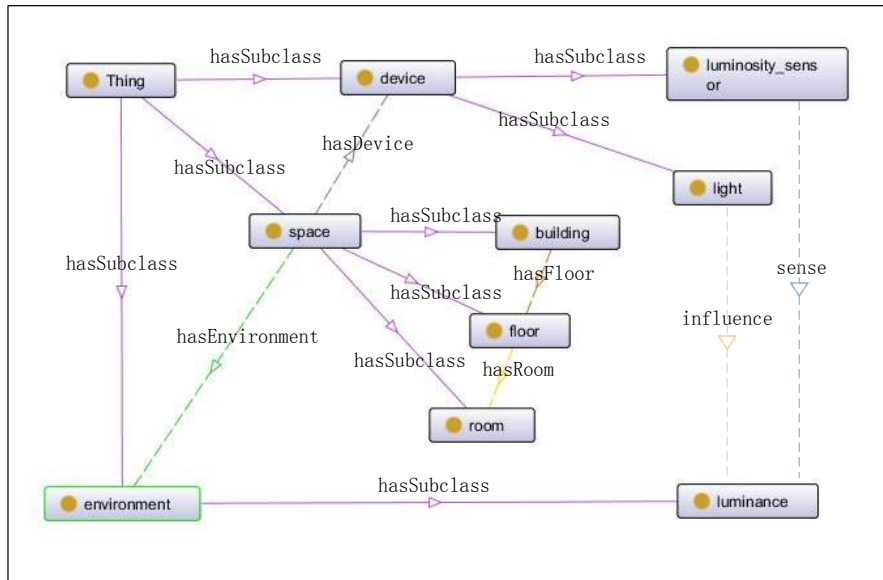 hasSubclass
hasSubclass
Thing
device
luminosity_sens
or
hasSubclass
hasDevice
hasSubclass
light
hasSubclass
space
building
hasSubclass
hasFloor
sense
hasSubclass
influence
floor
hasEnvironment
hasSubclass
hasRoom
room
hasSubclass
environment
luminance